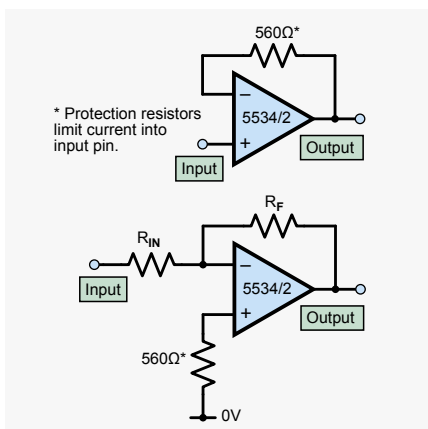 560Ω*
* Protection resistors
limit current into
input pin.
–
5534/2
+
Input
Output
R_F
R_IN
–
Input
5534/2
+
Output
560Ω*
0V